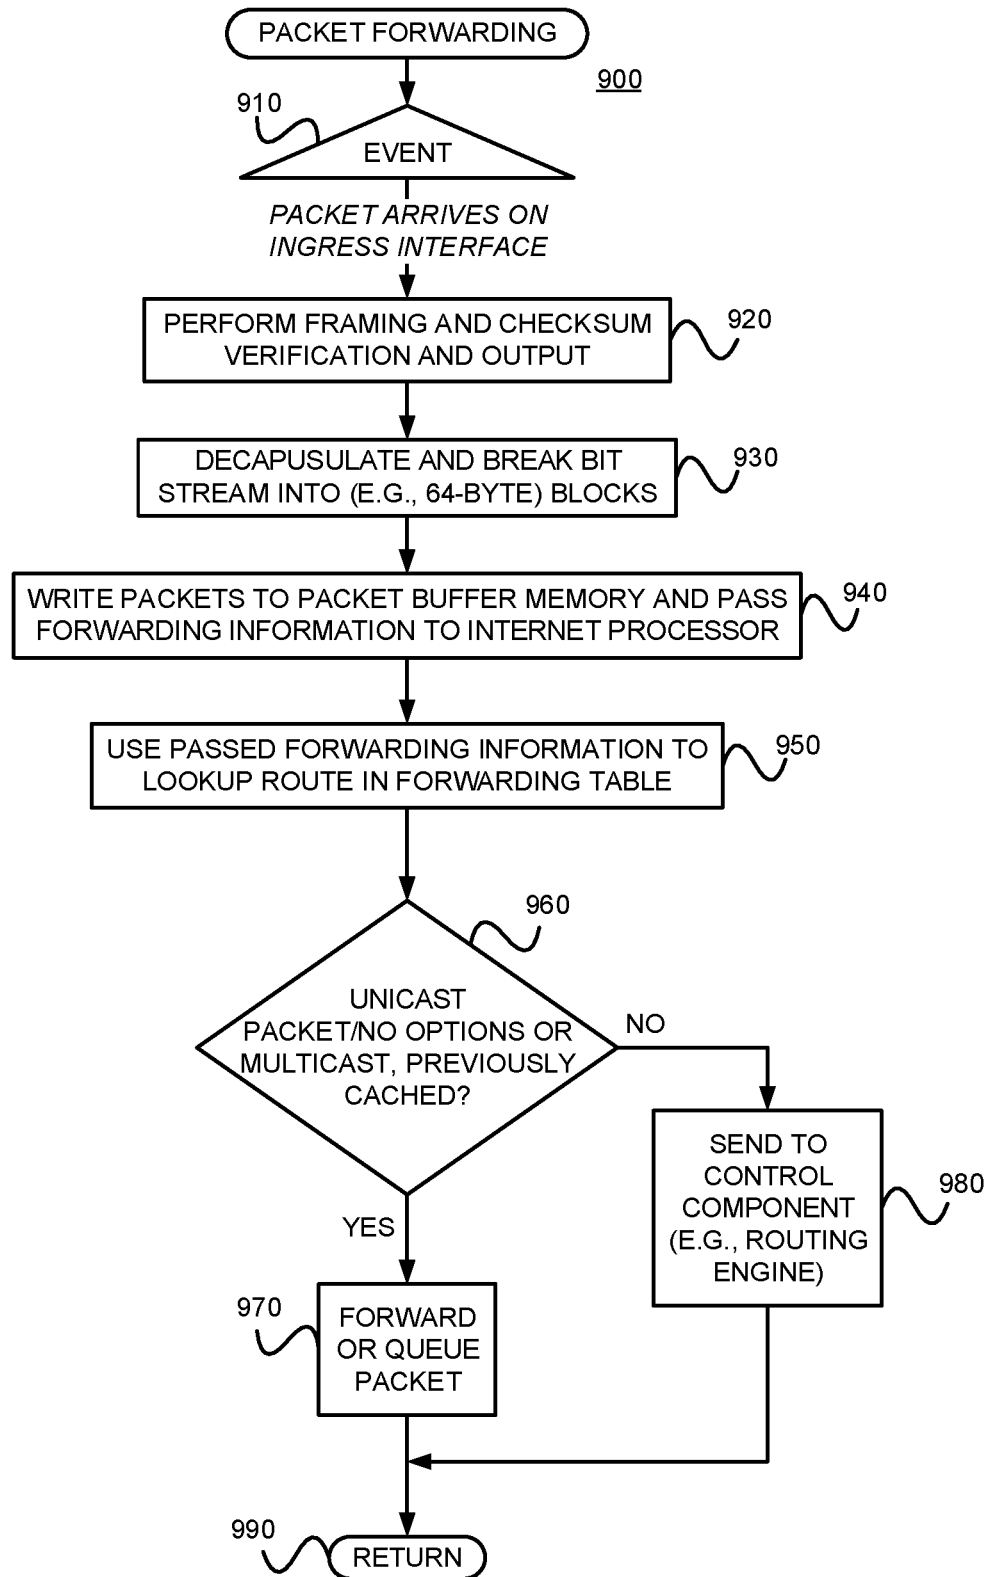 PACKET FORWARDING
900
910
EVENT
PACKET ARRIVES ON
INGRESS INTERFACE
PERFORM FRAMING AND CHECKSUM
VERIFICATION AND OUTPUT
920
DECAPUSULATE AND BREAK BIT
STREAM INTO (E.G., 64-BYTE) BLOCKS
930
WRITE PACKETS TO PACKET BUFFER MEMORY AND PASS
FORWARDING INFORMATION TO INTERNET PROCESSOR
940
USE PASSED FORWARDING INFORMATION TO
LOOKUP ROUTE IN FORWARDING TABLE
950
960
UNICAST
PACKET/NO OPTIONS OR
MULTICAST, PREVIOUSLY
CACHED?
NO
YES
SEND TO
CONTROL
COMPONENT
(E.G., ROUTING
ENGINE)
980
970
FORWARD
OR QUEUE
PACKET
990
RETURN